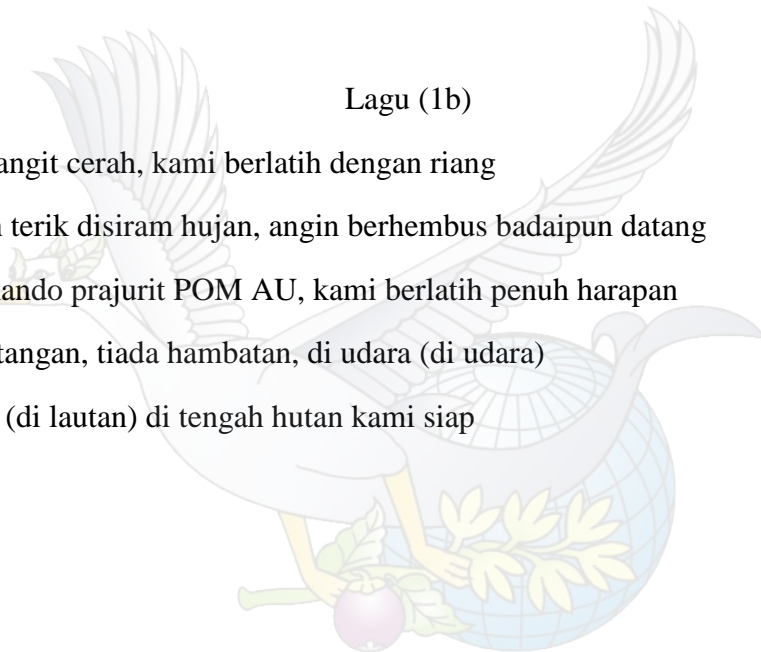 Lagu (1b)
angit cerah, kami berlatih dengan riang
terik disiram hujan, angin berhembus badaipun datang
ando prajurit POM AU, kami berlatih penuh harapan
tangan, tiada hambatan, di udara (di udara)
(di lautan) di tengah hutan kami siap